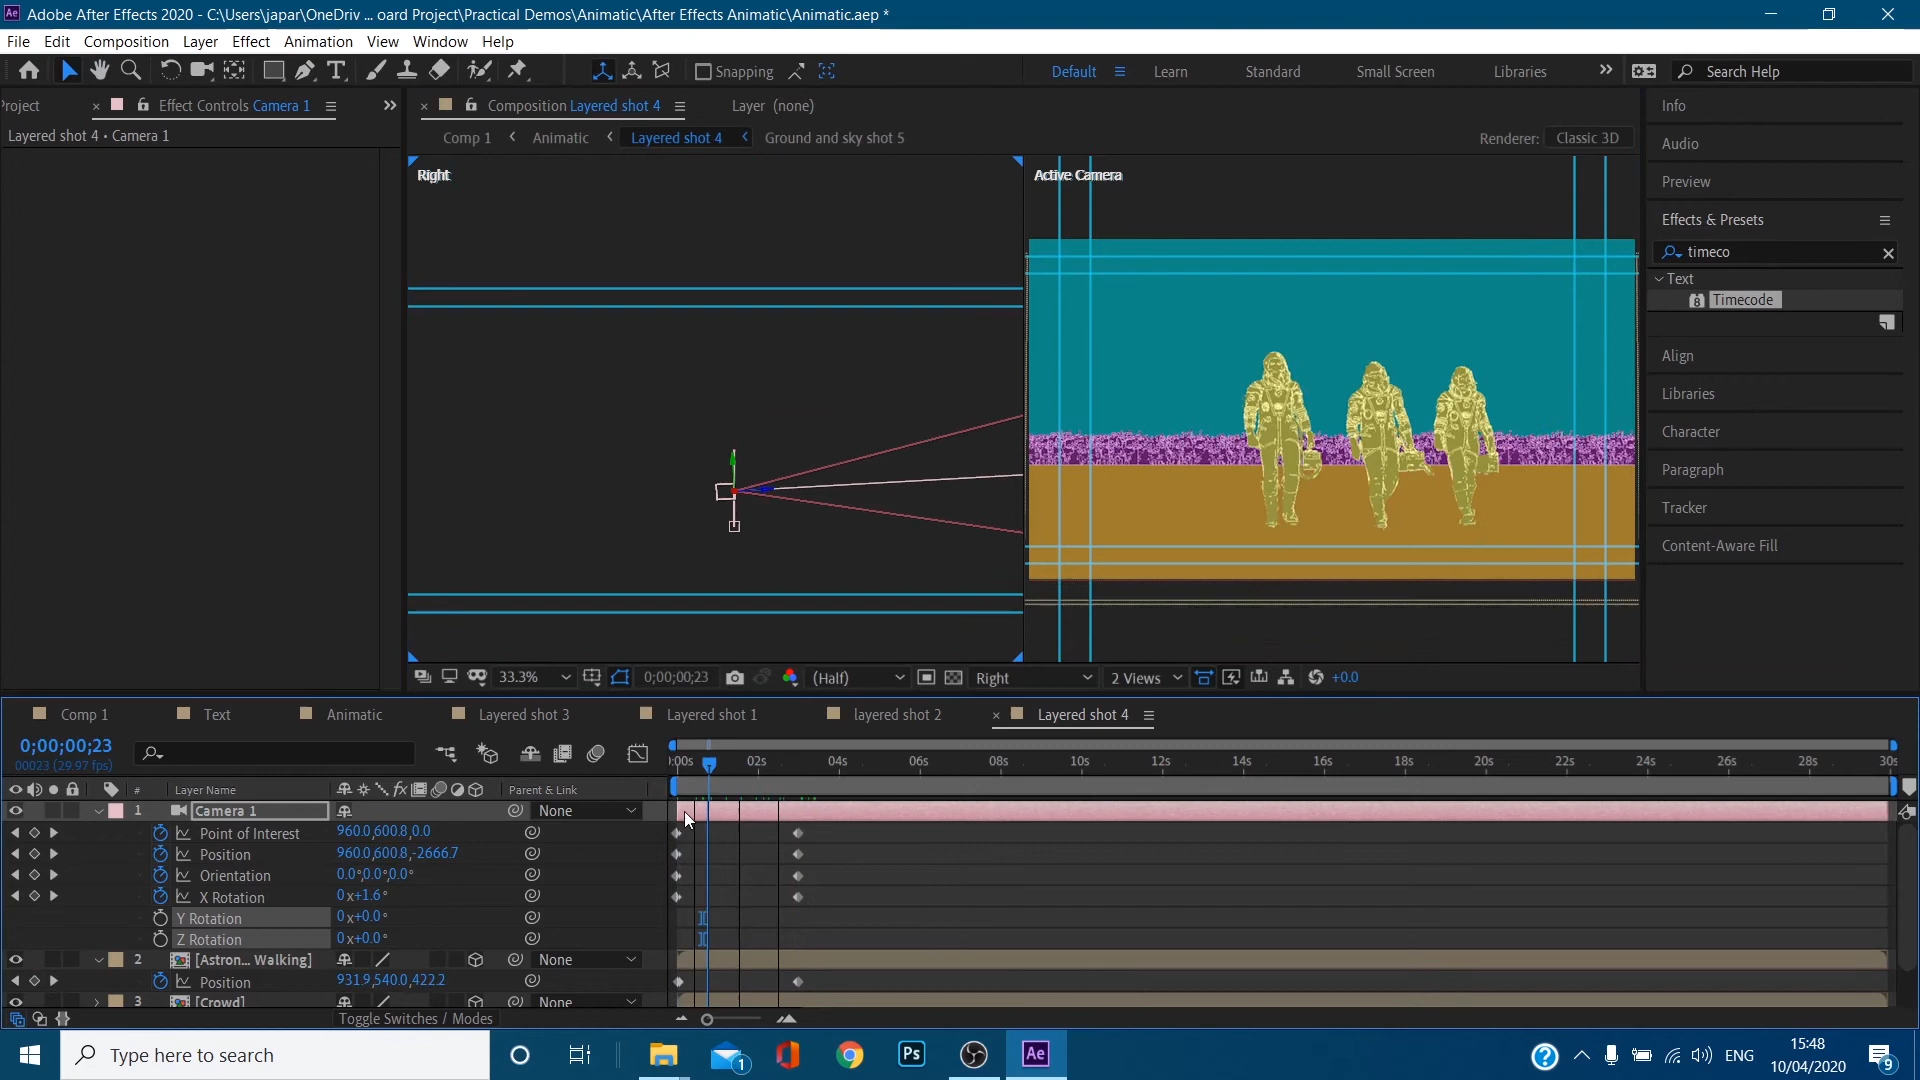 Adobe After Effects 2020 - C:\Users\japar\OneDriv ... oard Project\Practical Demos\Animatic\After Effects Animatic\Animatic.aep *
File Edit Composition Layer Effect Animation View Window Help
Snapping
Default Learn Standard Small Screen Libraries
Search Help
roject Effect Controls Camera 1
Composition Layered shot 4
Layer (none)
Info
Layered shot 4 • Camera 1
Comp 1 Animatic Layered shot 4 Ground and sky shot 5
Renderer: Classic 3D
Audio
Right
Active Camera
Preview
Effects & Presets
timeco
Text
Timecode
Align
Libraries
Character
Paragraph
Tracker
Content-Aware Fill
33.3% 0;00;00;23 (Half) Right 2 Views +0.0
Comp 1 Text Animatic Layered shot 3 Layered shot 1 layered shot 2 Layered shot 4
0;00;00;23
00023 (29.97 fps)
):00s 02s 04s 06s 08s 10s 12s 14s 16s 18s 20s 22s 24s 26s 28s 30s
# Layer Name Parent & Link
1 Camera 1 None
Point of Interest 960.0,600.8,0.0
Position 960.0,600.8,-2666.7
Orientation 0.0°,0.0°,0.0°
X Rotation 0x+1.6°
Y Rotation 0x+0.0°
Z Rotation 0x+0.0°
2 [Astron... Walking] None
Position 931.9,540.0,422.2
3 [Crowd] None
Toggle Switches / Modes
Type here to search
1
Ps
Ae
ENG
15:48
10/04/2020
9